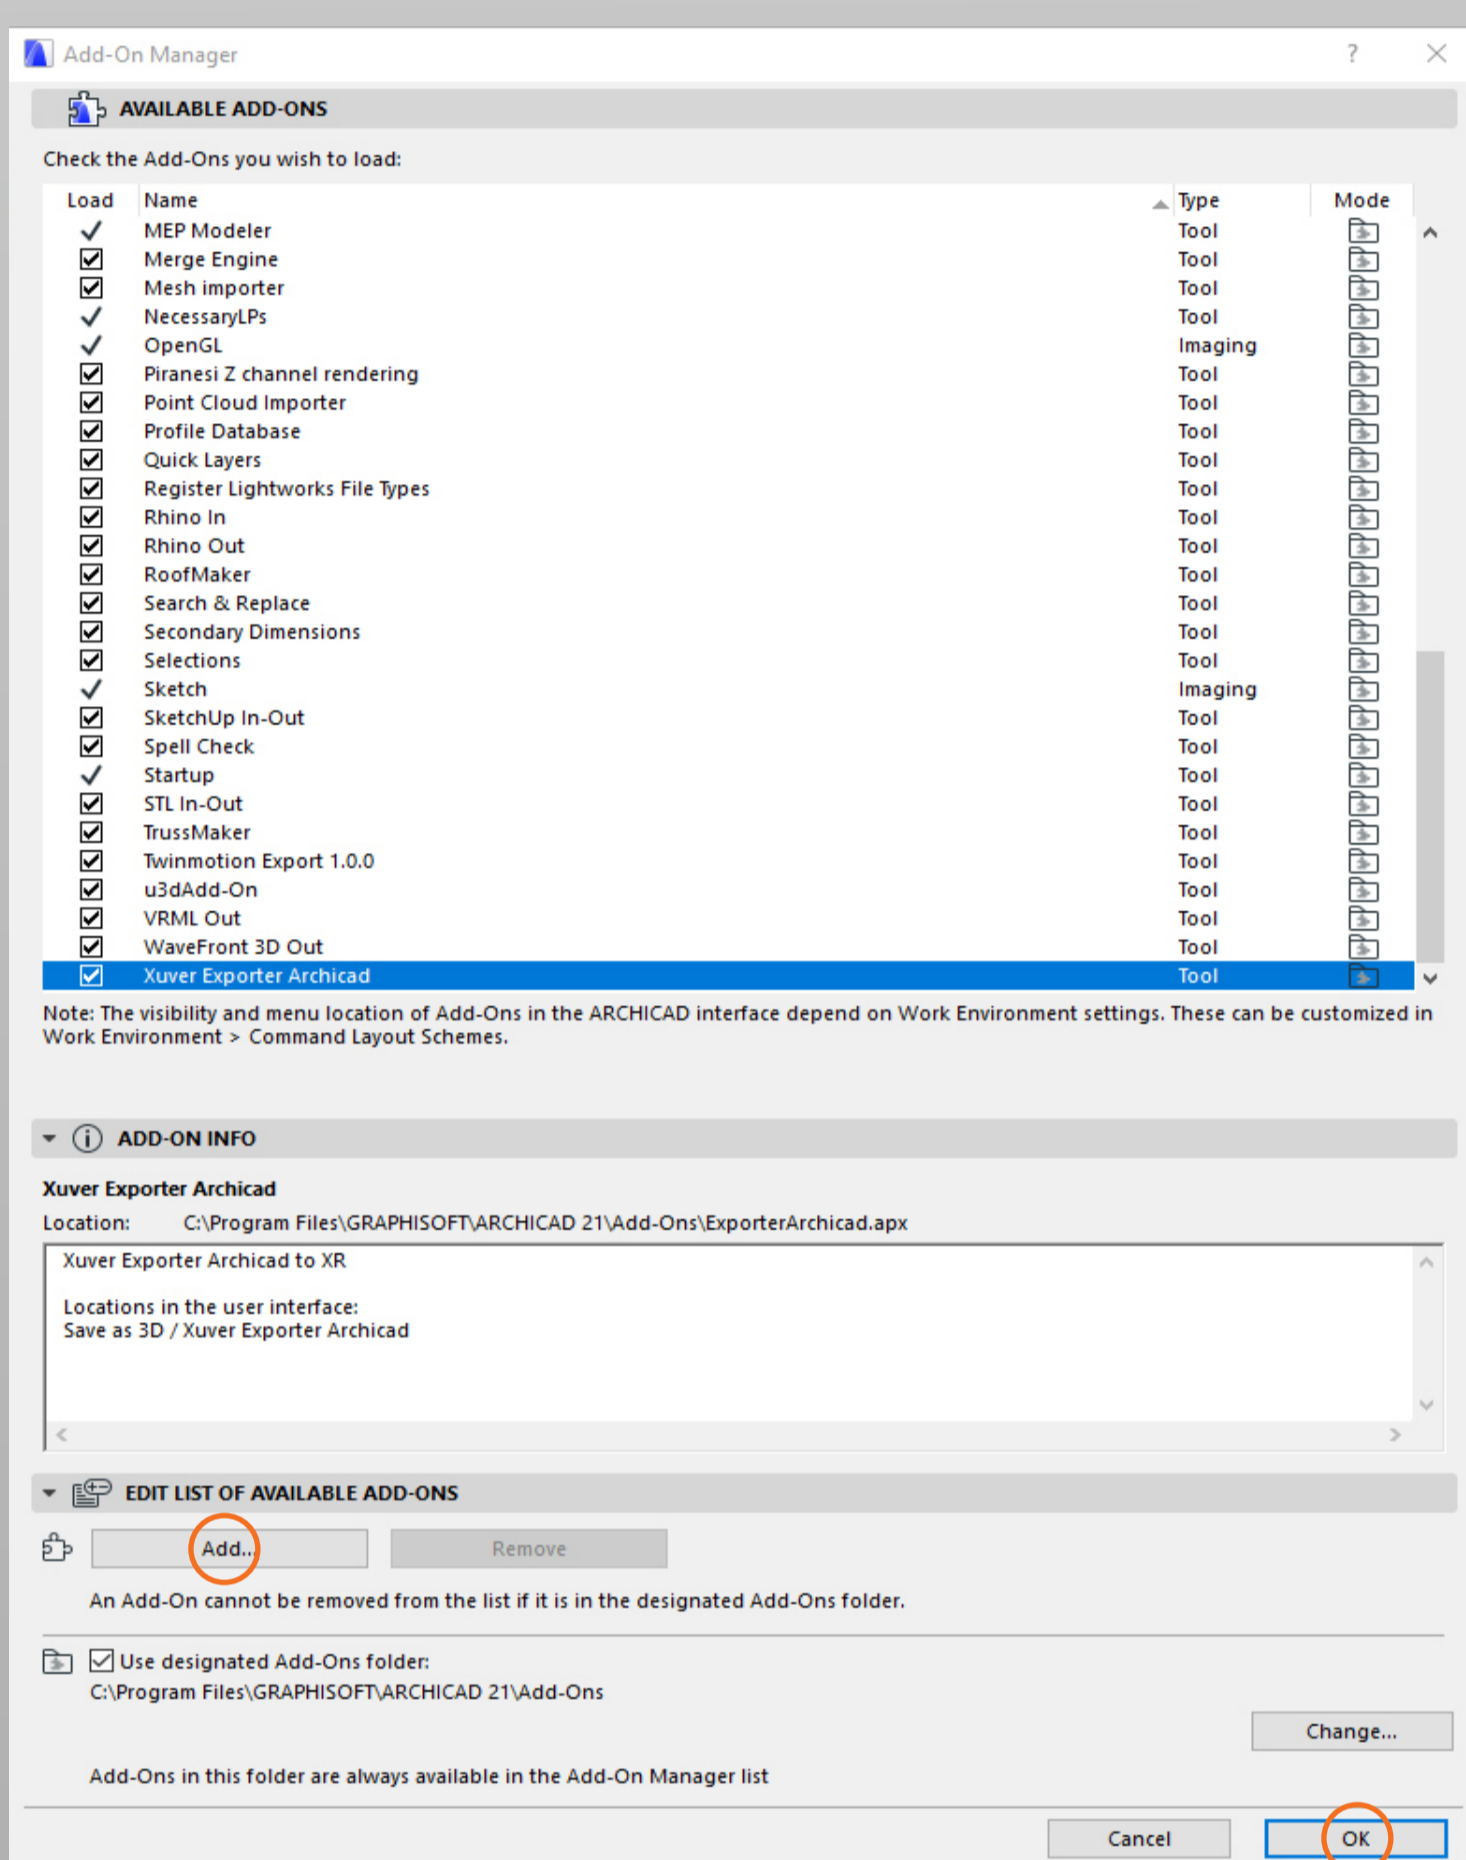 Add-On Manager
AVAILABLE ADD-ONS
Check the Add-Ons you wish to load:
Load Name Type Mode
MEP Modeler Tool
Merge Engine Tool
Mesh importer Tool
NecessaryLPs Tool
OpenGL Imaging
Piranesi Z channel rendering Tool
Point Cloud Importer Tool
Profile Database Tool
Quick Layers Tool
Register Lightworks File Types Tool
Rhino In Tool
Rhino Out Tool
RoofMaker Tool
Search & Replace Tool
Secondary Dimensions Tool
Selections Tool
Sketch Imaging
SketchUp In-Out Tool
Spell Check Tool
Startup Tool
STL In-Out Tool
TrussMaker Tool
Twinmotion Export 1.0.0 Tool
u3dAdd-On Tool
VRML Out Tool
WaveFront 3D Out Tool
Xuver Exporter Archicad Tool
Note: The visibility and menu location of Add-Ons in the ARCHICAD interface depend on Work Environment settings. These can be customized in
Work Environment > Command Layout Schemes.
ADD-ON INFO
Xuver Exporter Archicad
Location: C:\Program Files\GRAPHISOFT\ARCHICAD 21\Add-Ons\ExporterArchicad.apx
Xuver Exporter Archicad to XR
Locations in the user interface:
Save as 3D / Xuver Exporter Archicad
EDIT LIST OF AVAILABLE ADD-ONS
Add... Remove
An Add-On cannot be removed from the list if it is in the designated Add-Ons folder.
Use designated Add-Ons folder:
C:\Program Files\GRAPHISOFT\ARCHICAD 21\Add-Ons
Change...
Add-Ons in this folder are always available in the Add-On Manager list
Cancel OK